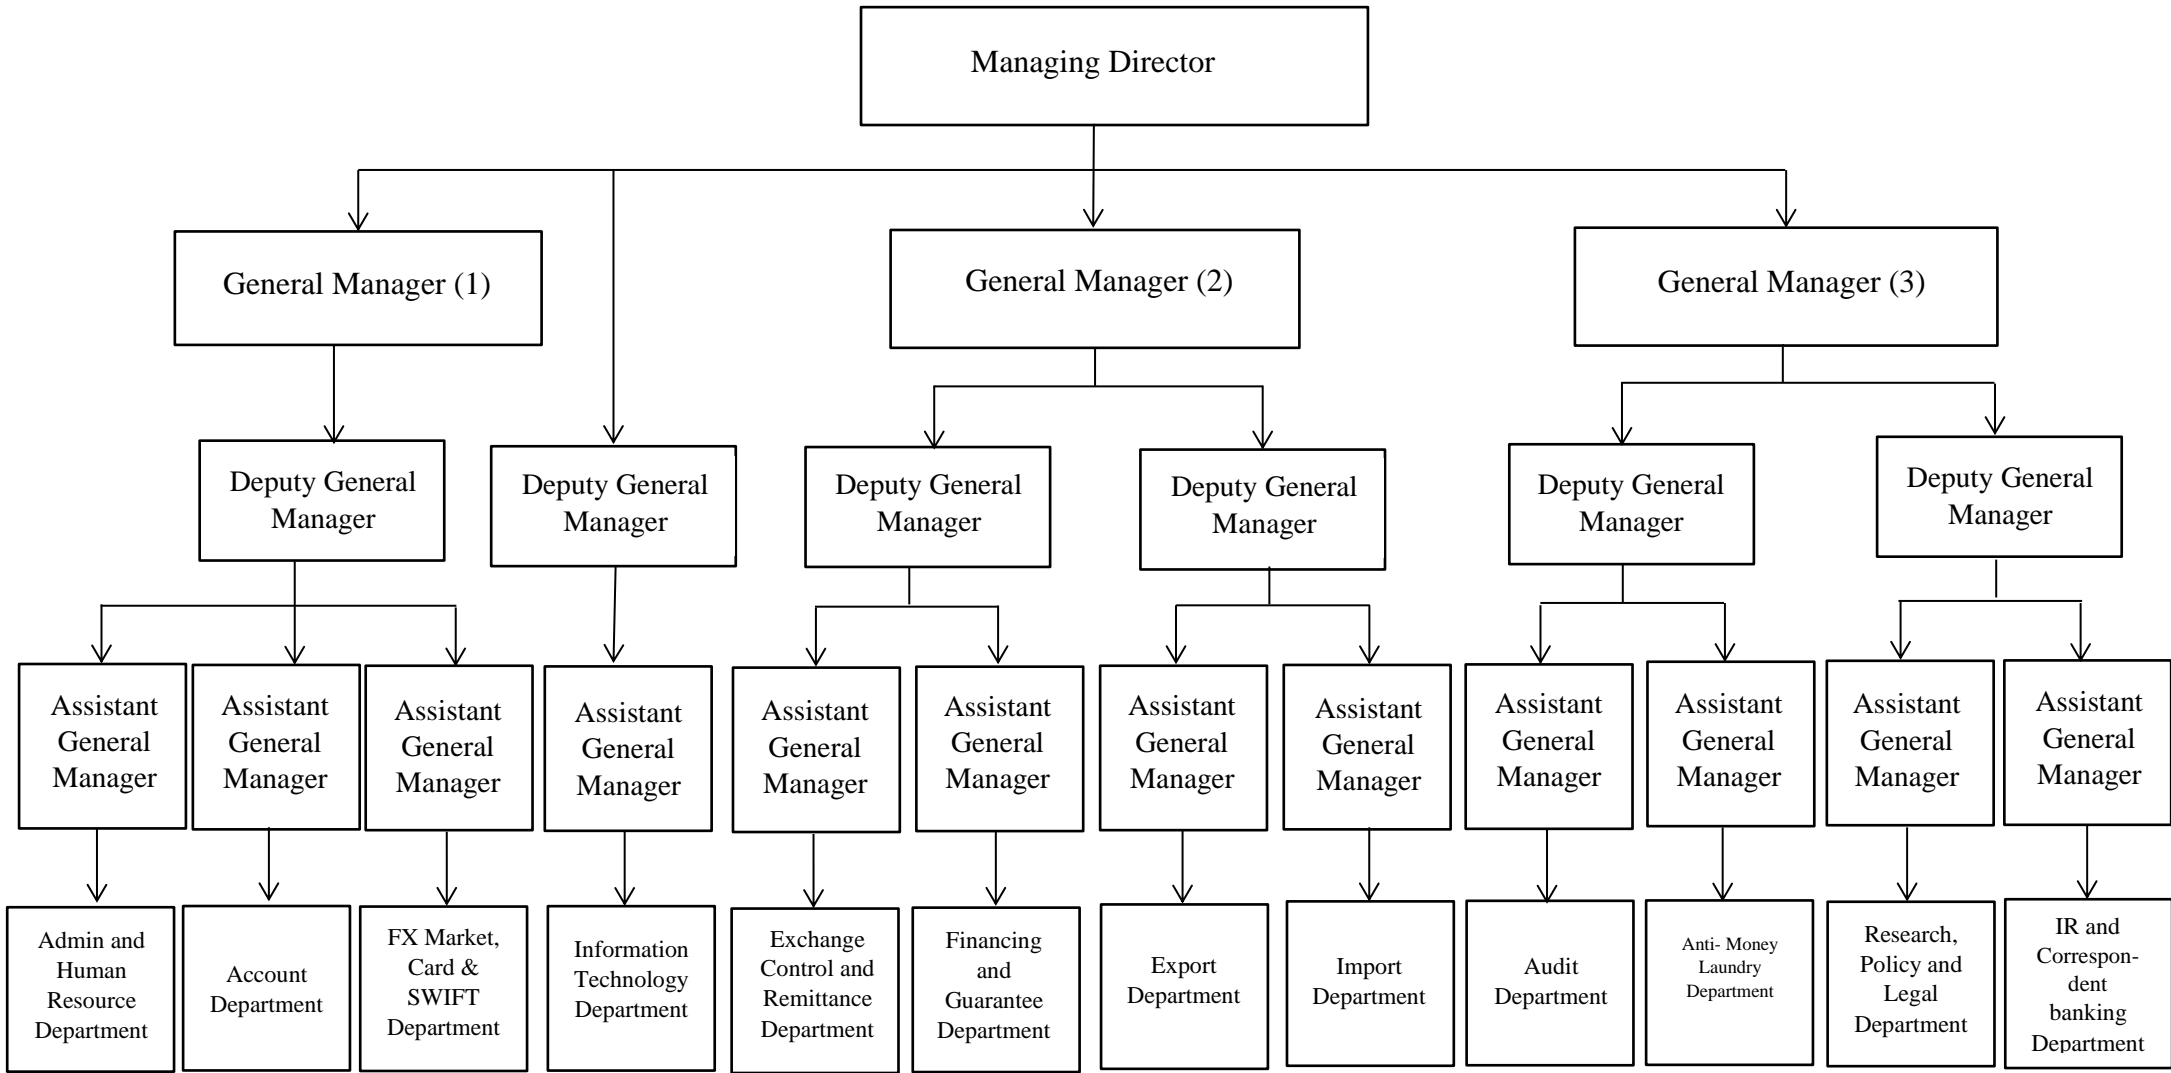 Managing Director
General Manager (1)
General Manager (2)
General Manager (3)
Deputy General
Manager
Deputy General
Manager
Deputy General
Manager
Deputy General
Manager
Deputy General
Manager
Deputy General
Manager
Assistant
General
Manager
Assistant
General
Manager
Assistant
General
Manager
Assistant
General
Manager
Assistant
General
Manager
Assistant
General
Manager
Assistant
General
Manager
Assistant
General
Manager
Assistant
General
Manager
Assistant
General
Manager
Assistant
General
Manager
Assistant
General
Manager
Admin and
Human
Resource
Department
Account
Department
FX Market,
Card &
SWIFT
Department
Information
Technology
Department
Exchange
Control and
Remittance
Department
Financing
and
Guarantee
Department
Export
Department
Import
Department
Audit
Department
Anti- Money
Laundry
Department
Research,
Policy and
Legal
Department
IR and
Correspon-
dent
banking
Department